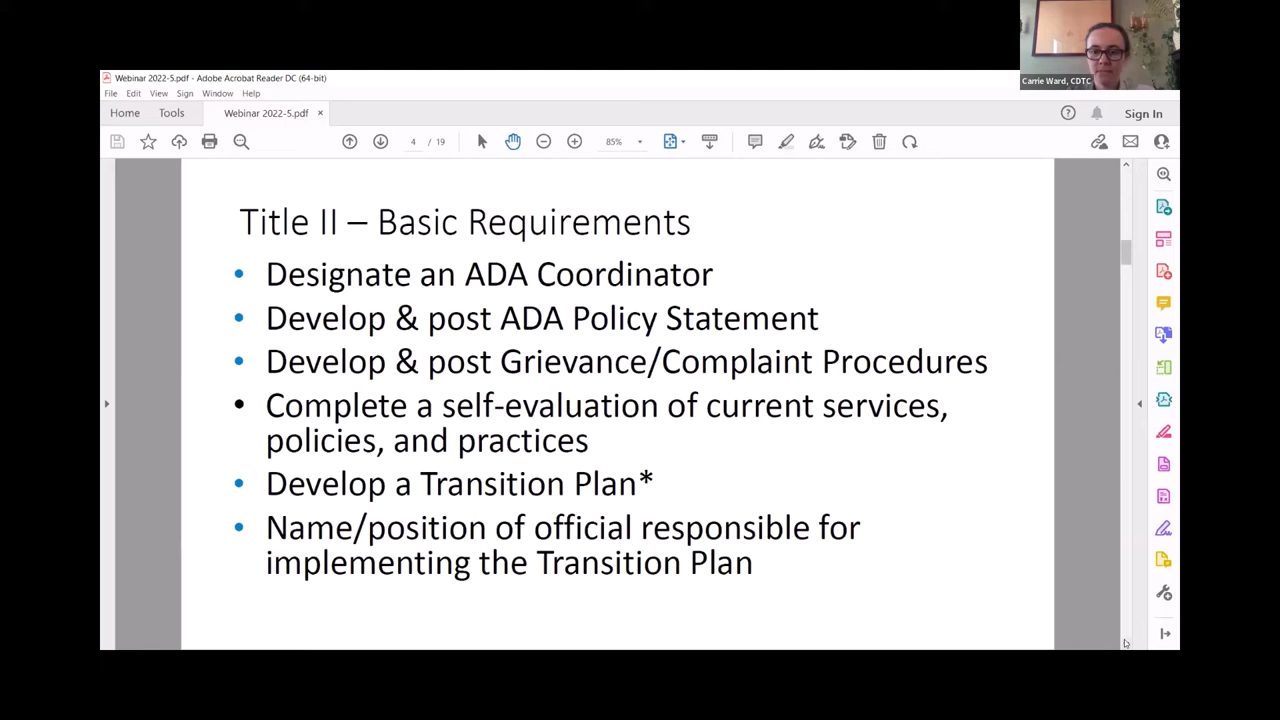 Carrie Ward, CDTC
Webinar 2022-5.pdf - Adobe Acrobat Reader DC (64-bit)
File Edit View Sign Window Help
Home Tools Webinar 2022-5.pdf × Sign In
4 / 19 85%
Title II – Basic Requirements
• Designate an ADA Coordinator
• Develop & post ADA Policy Statement
• Develop & post Grievance/Complaint Procedures
• Complete a self-evaluation of current services,
policies, and practices
• Develop a Transition Plan*
• Name/position of official responsible for
implementing the Transition Plan